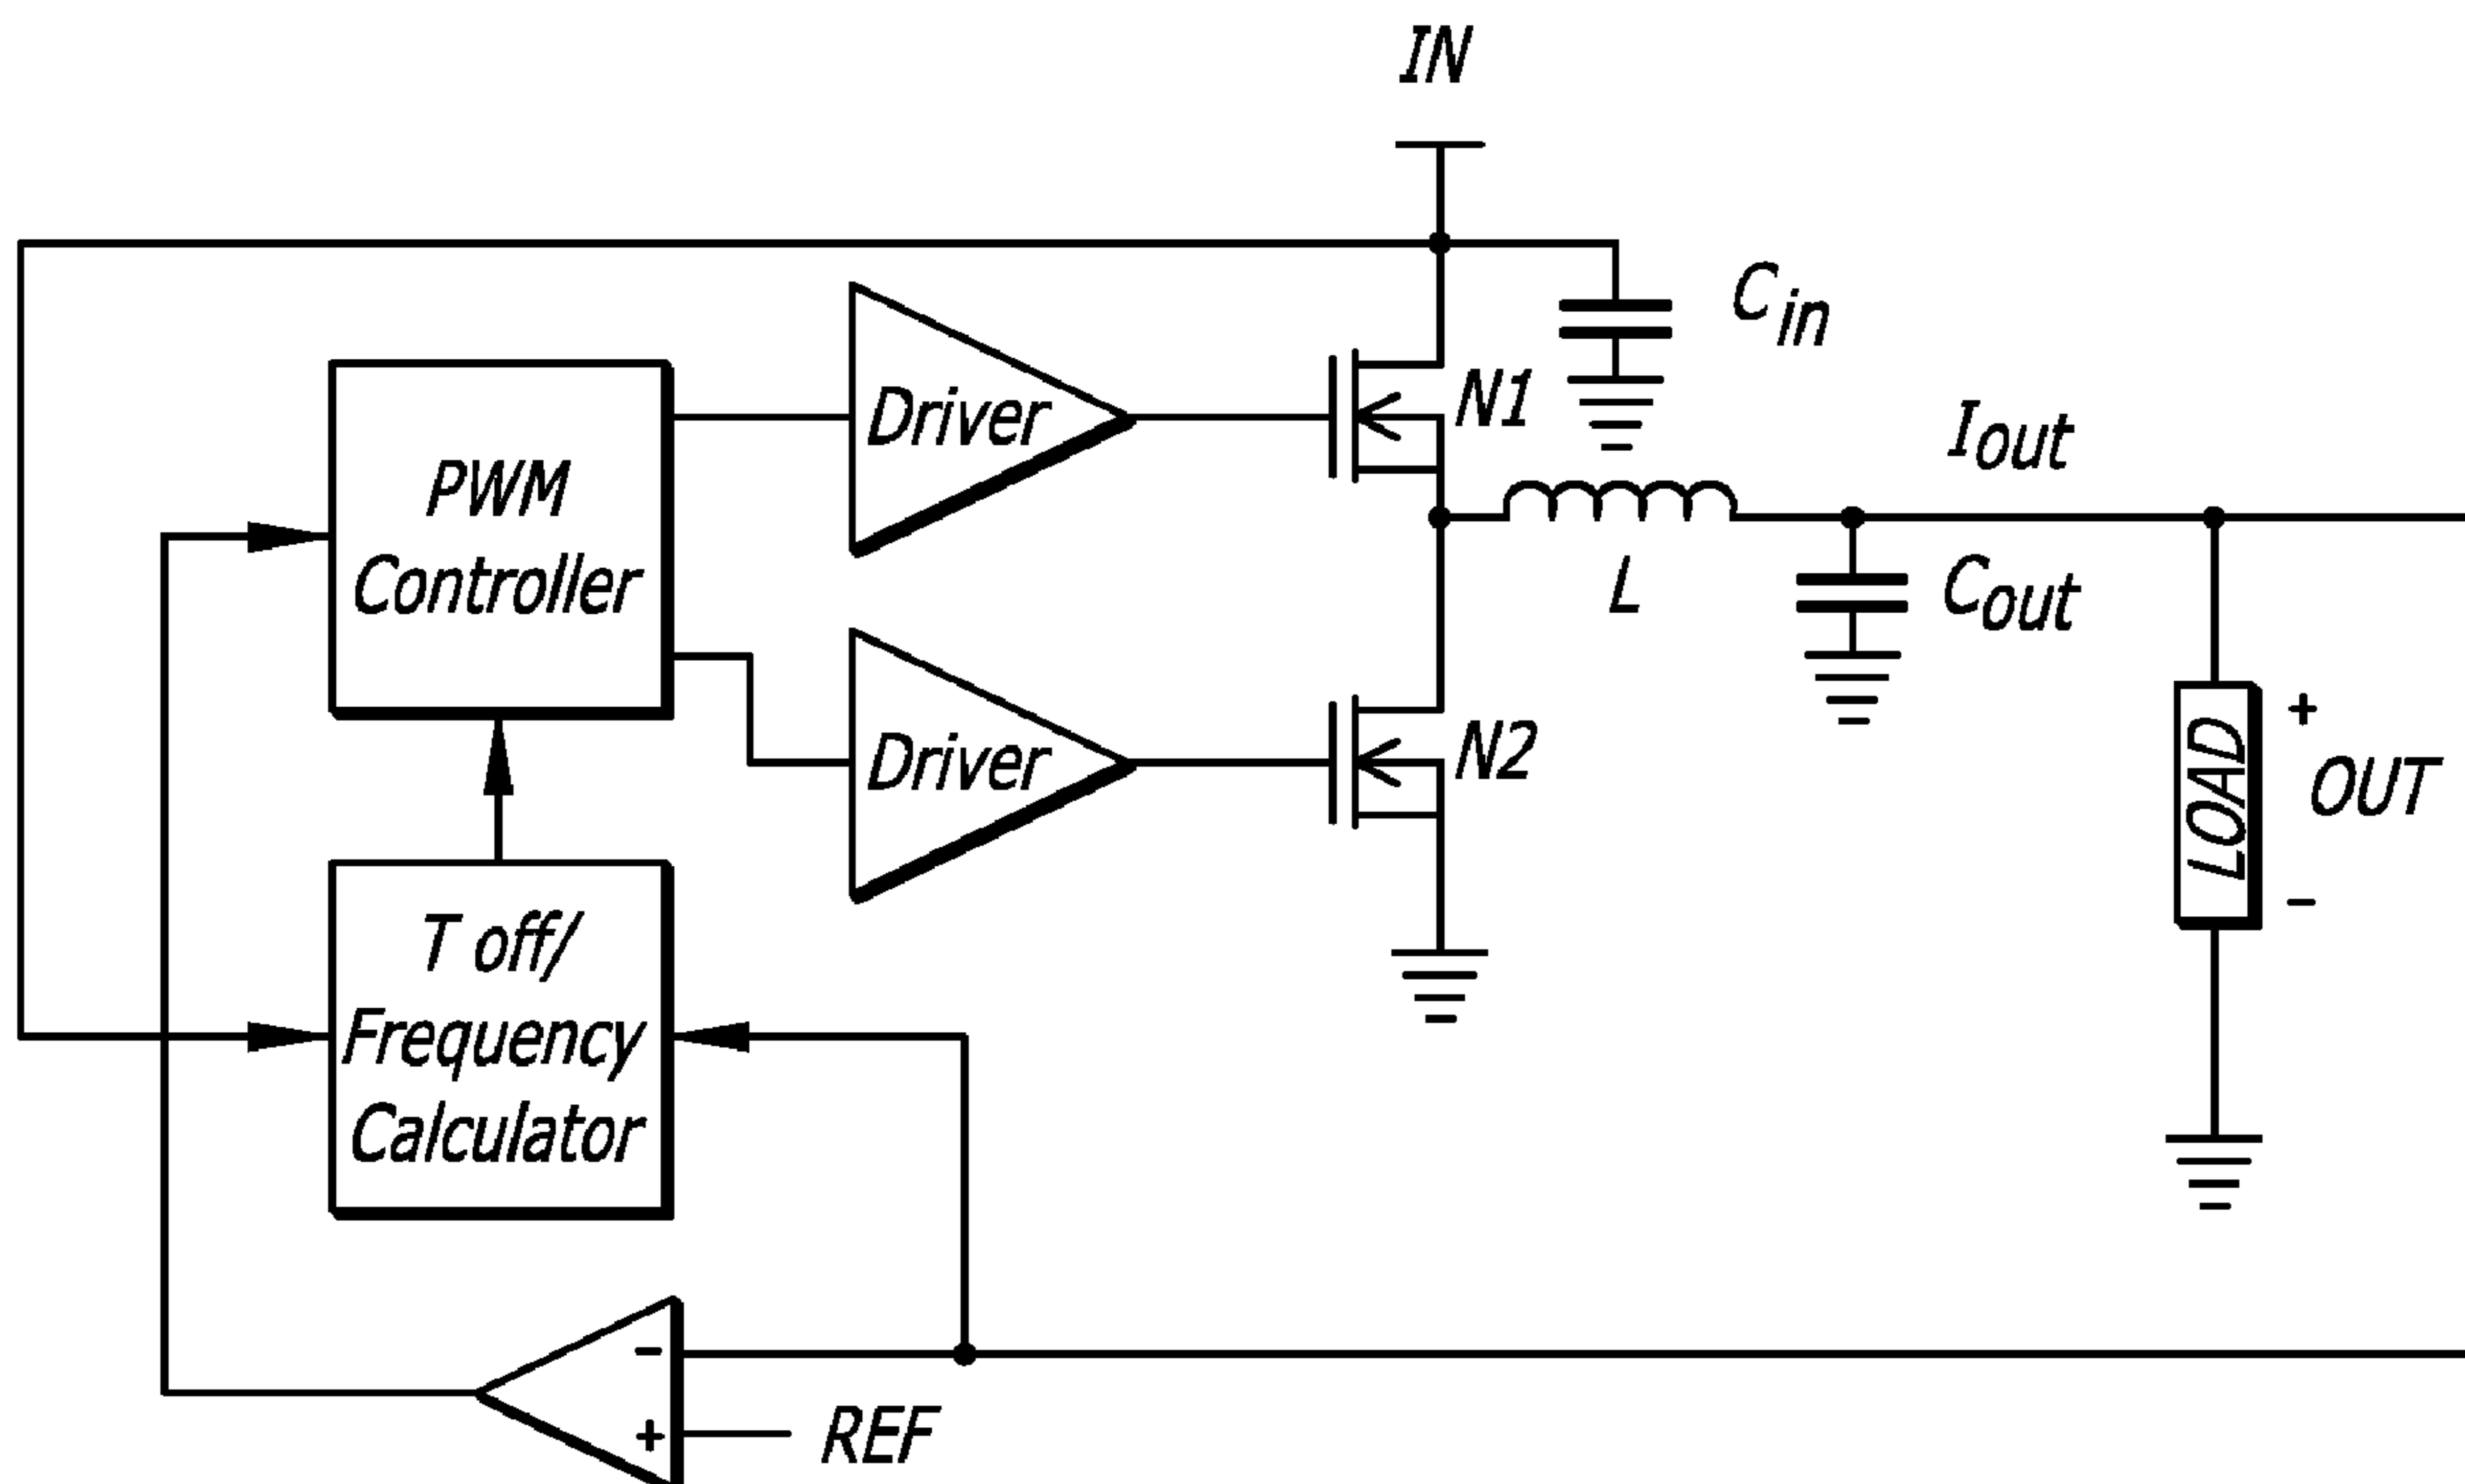 IN
Cin
Driver
N1
Iout
PWM
Controller
L
Cout
Driver
N2
+
OUT
LOAD
-
T off/
Frequency
Calculator
-
+
REF